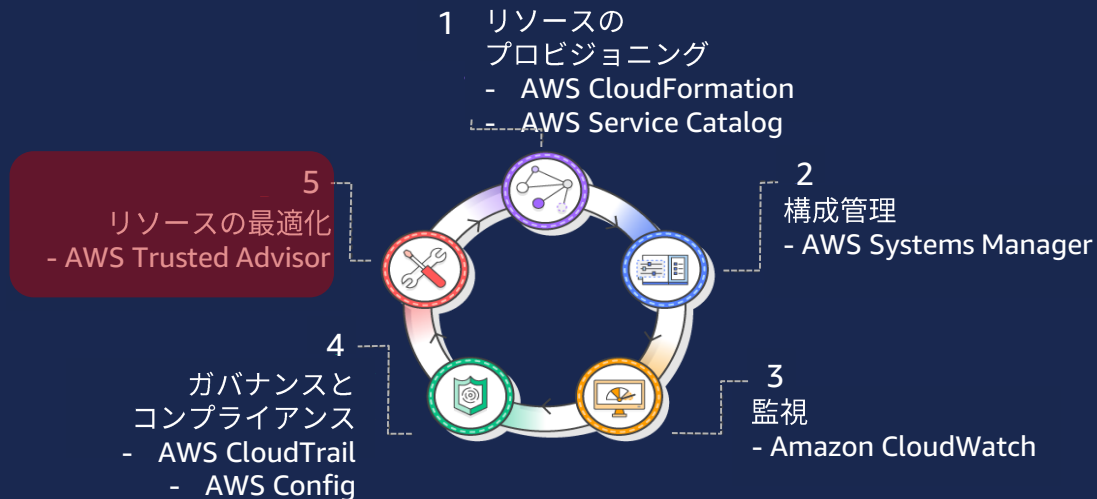 1 リソースの
プロビジョニング
- AWS CloudFormation
- AWS Service Catalog
2
構成管理
- AWS Systems Manager
3
監視
- Amazon CloudWatch
4
ガバナンスと
コンプライアンス
- AWS CloudTrail
- AWS Config
5
リソースの最適化
- AWS Trusted Advisor